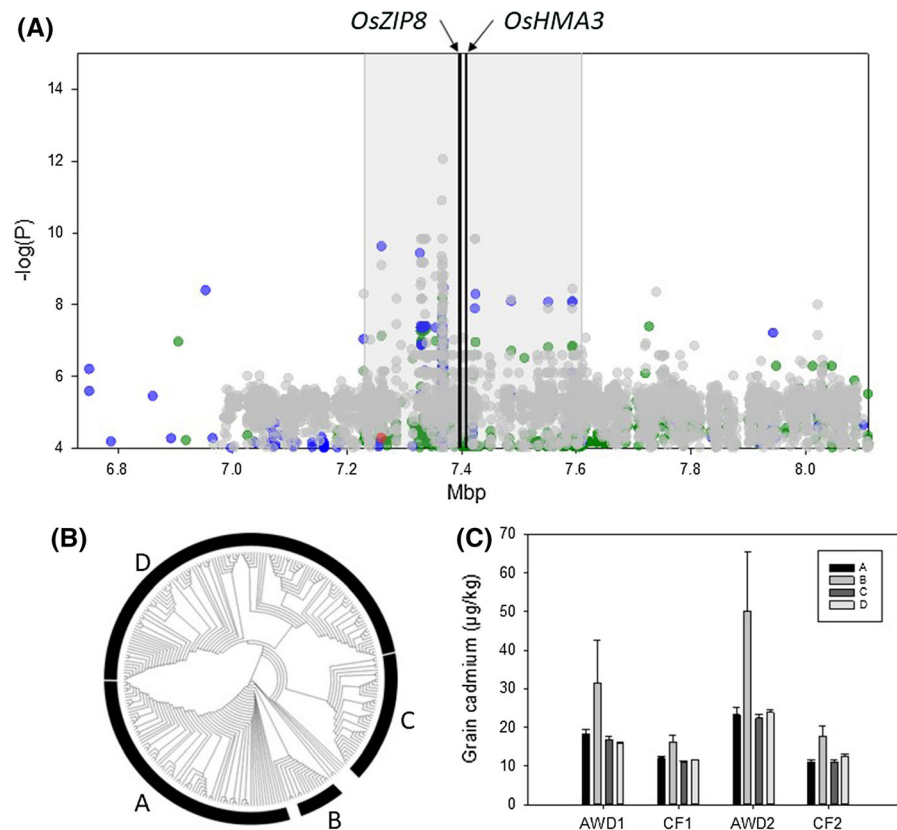 (A)
OsZIP8 OsHMA3
14
12
10
8
6
4
-log(P)
6.8 7.0 7.2 7.4 7.6 7.8 8.0
Mbp
(B)
D
C
A
B
(C)
70
60
50
40
30
20
10
0
Grain cadmium (µg/kg)
A
B
C
D
AWD1 CF1 AWD2 CF2